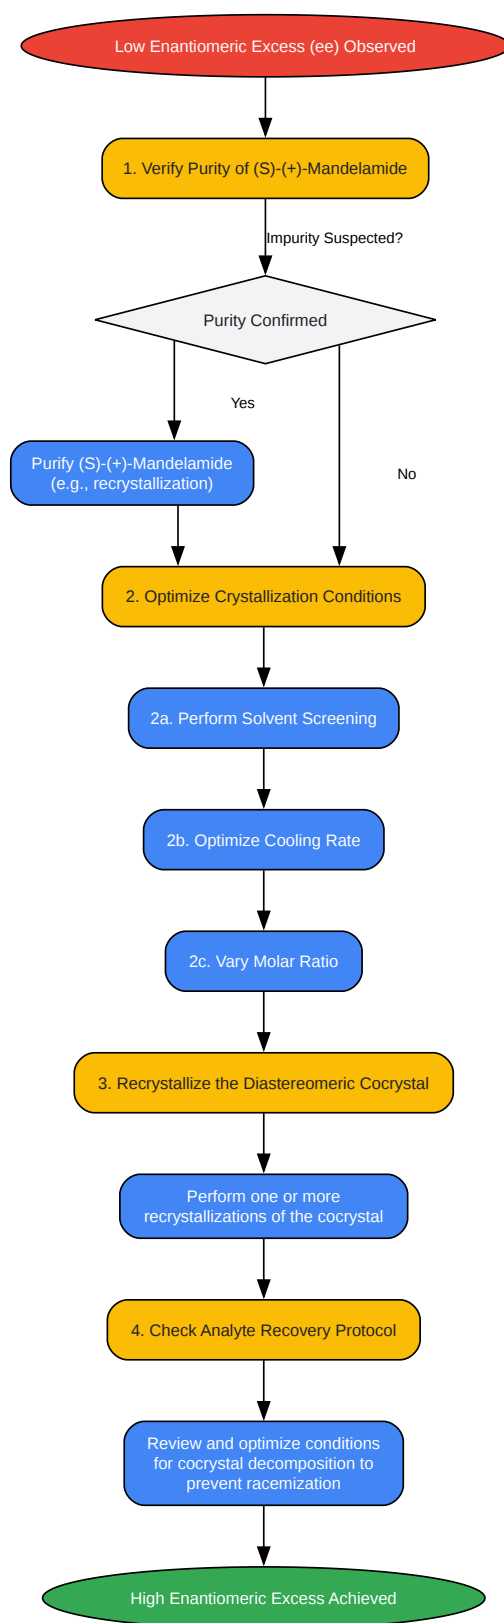 Low Enantiomeric Excess (ee) Observed
1. Verify Purity of (S)-(+)-Mandelamide
Impurity Suspected?
Purity Confirmed
Yes
Purify (S)-(+)-Mandelamide
(e.g., recrystallization)
No
2. Optimize Crystallization Conditions
2a. Perform Solvent Screening
2b. Optimize Cooling Rate
2c. Vary Molar Ratio
3. Recrystallize the Diastereomeric Cocrystal
Perform one or more
recrystallizations of the cocrystal
4. Check Analyte Recovery Protocol
Review and optimize conditions
for cocrystal decomposition to
prevent racemization
High Enantiomeric Excess Achieved